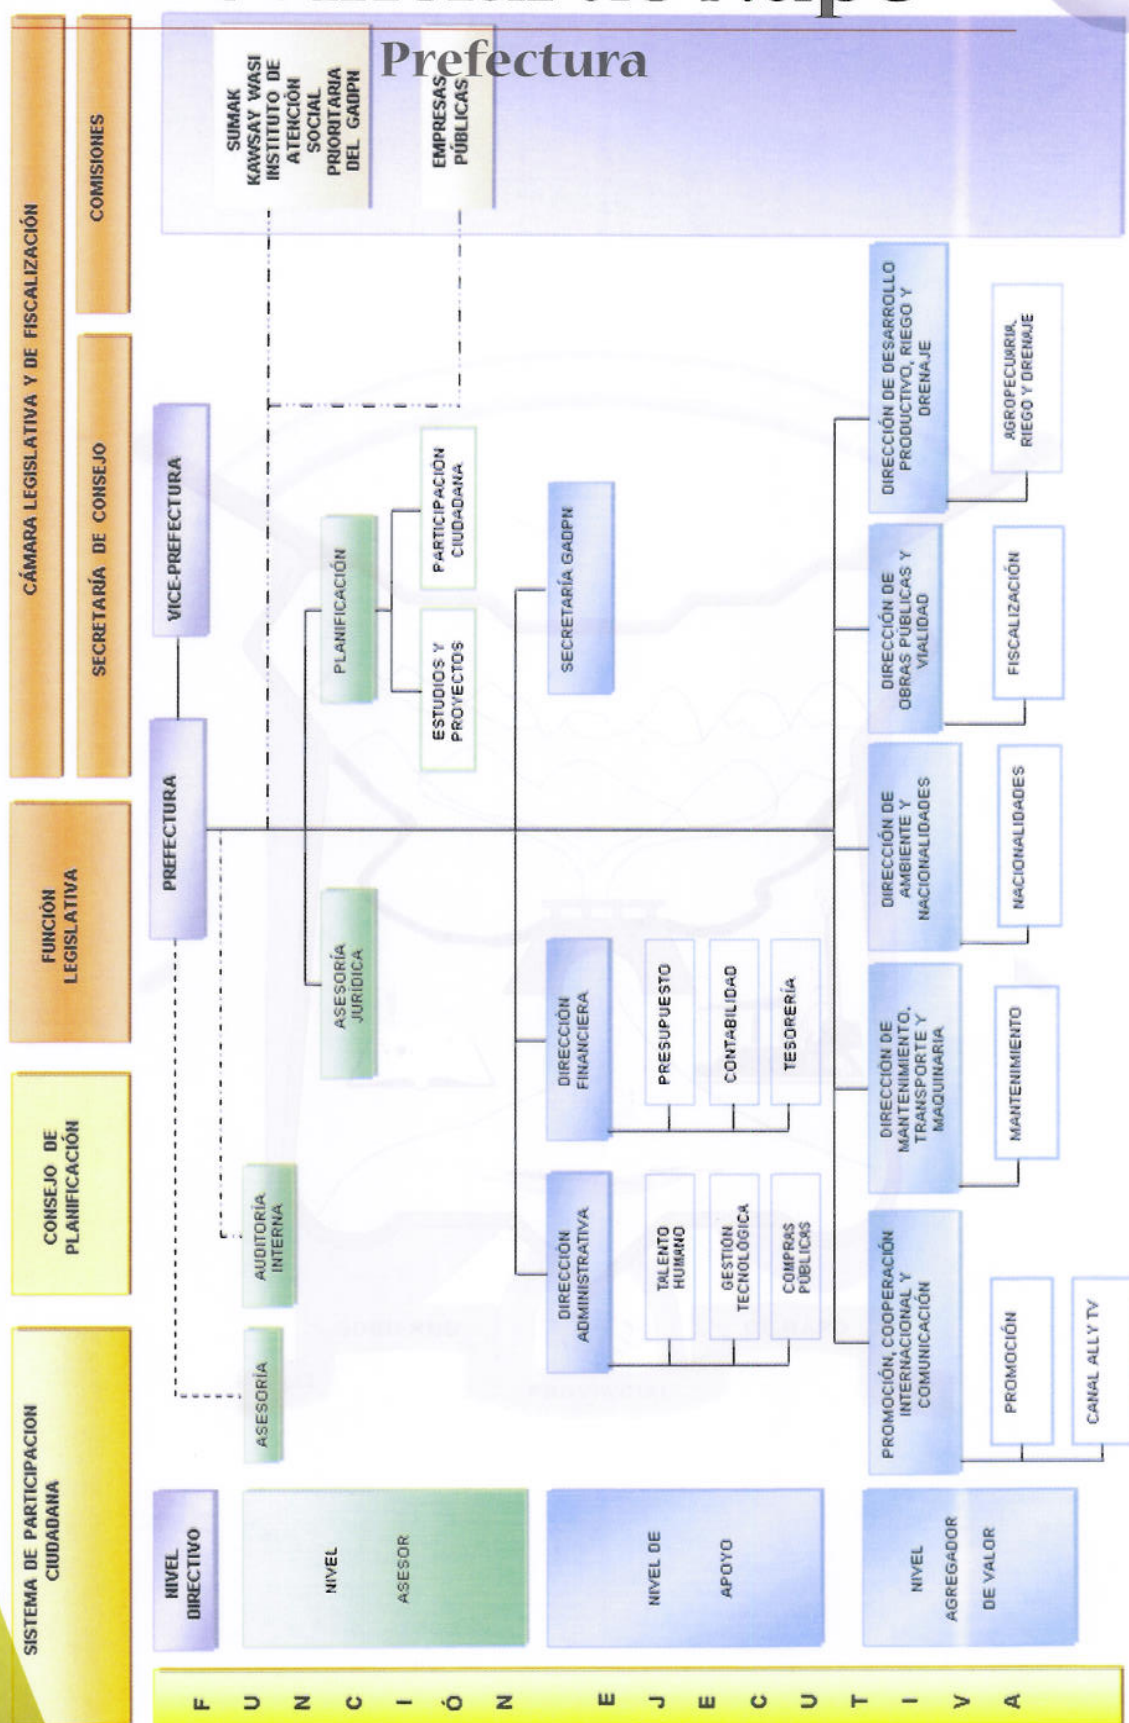 Prefectura
SISTEMA DE PARTICIPACION
CIUDADANA
CONSEJO DE
PLANIFICACIÓN
FUNCIÓN
LEGISLATIVA
CÁMARA LEGISLATIVA Y DE FISCALIZACIÓN
SECRETARÍA DE CONSEJO
COMISIONES
FUNCIÓN EJECUTIVA
NIVEL
DIRECTIVO
PREFECTURA
VICE-PREFECTURA
SUMAK
KAWSAY WASI
INSTITUTO DE
ATENCIÓN
SOCIAL
PRIORITARIA
DEL GADPN
EMPRESAS
PÚBLICAS
NIVEL
ASESOR
ASESORÍA
AUDITORÍA
INTERNA
ASESORÍA
JURÍDICA
PLANIFICACIÓN
ESTUDIOS Y
PROYECTOS
PARTICIPACIÓN
CIUDADANA
NIVEL DE
APOYO
DIRECCIÓN
ADMINISTRATIVA
TALENTO
HUMANO
GESTIÓN
TECNOLÓGICA
COMPRAS
PÚBLICAS
DIRECCIÓN
FINANCIERA
PRESUPUESTO
CONTABILIDAD
TESORERÍA
SECRETARÍA GADPN
NIVEL
AGREGADOR
DE VALOR
PROMOCIÓN, COOPERACIÓN
INTERNACIONAL Y
COMUNICACIÓN
PROMOCIÓN
CANAL ALLY TV
DIRECCIÓN DE
MANTENIMIENTO,
TRANSPORTE Y
MAQUINARIA
MANTENIMIENTO
DIRECCIÓN DE
AMBIENTE Y
NACIONALIDADES
NACIONALIDADES
DIRECCIÓN DE
OBRAS PÚBLICAS Y
VIALIDAD
FISCALIZACIÓN
DIRECCIÓN DE DESARROLLO
PRODUCTIVO, RIEGO Y
DRENAJE
AGROPECUARIA,
RIEGO Y DRENAJE